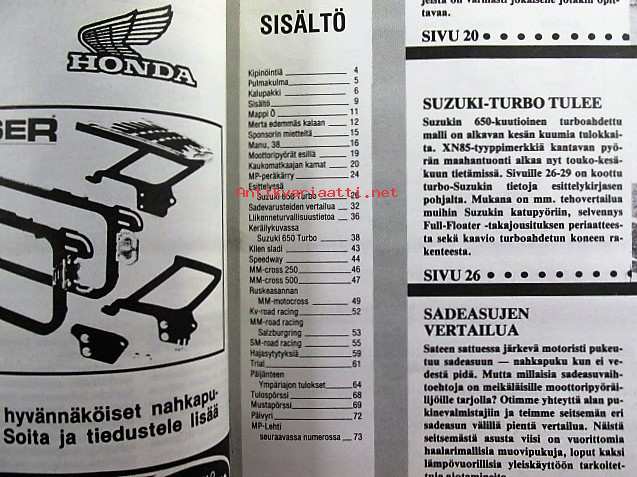 HONDA
SER
hyvännäköiset nahkapu-
Soita ja tiedustele lisää
SISÄLTÖ
Kipinöintiä 4
Pulmakulma 5
Kalupakki 6
Sisältö 9
Mappi Ö 11
Merta edemmäs kalaan 12
Sponsorin mietteitä 15
Manu, 38 16
Moottoripyörät esillä 19
Kaukomatkaajan kamat 20
MP-peräkärry 24
Esittelyssä
Suzuki 650 Turbo 26
Sadevarusteiden vertailua 32
Liikenneturvallisuustietoa 36
Keräilykuvassa
Suzuki 650 Turbo 38
Kilen sladi 43
Speedway 44
MM-cross 250 46
MM-cross 500 47
Ruskeasannan
MM-motocross 49
Kv-road racing 52
MM-road racing
Salzburgring 53
SM-road racing 55
Hajasytytyksiä 59
Trial 61
Päijänteen
Ympäriajon tulokset 64
Tulospörssi 68
Mustapörssi 69
Päivyri 72
MP-Lehti
seuraavassa numerossa 73
Antikvariaatti.net
jeistä on varmasti jokaiselle jotakin opit-
tavaa.
SIVU 20
SUZUKI-TURBO TULEE
Suzukin 650-kuutioinen turboahdettu
malli on alkavan kesän kuumia tulokkai-
ta. XN85-tyyppimerkkiä kantavan pyö-
rän maahantuonti alkaa nyt touko-kesä-
kuun tietämissä. Sivuille 26-29 on koottu
turbo-Suzukin tietoja esittelykirjasen
pohjalta. Mukana on mm. tehovertailua
muihin Suzukin katupyöriin, selvennys
Full-Floater -takajousituksen periaattees-
ta sekä kaavio turboahdetun koneen ra-
kenteesta.
SIVU 26
SADEASUJEN
VERTAILUA
Sateen sattuessa järkevä motoristi pukeu-
tuu sadeasuun — nahkapuku kun ei ve-
destä pidä. Mutta millaisia sadeasuvaih-
toehtoja on meikäläisille moottoripyöräi-
lijöille tarjolla? Otimme yhteyttä alan pu-
kinevalmistajiin ja teimme seitsemän eri
sadeasun välillä pientä vertailua. Näistä
seitsemästä asusta viisi on vuorittomia
haalarimallisia muovipukuja, loput kaksi
lämpövuorillisia yleiskäyttöön tarkoitet-
tuja ajotamineita.